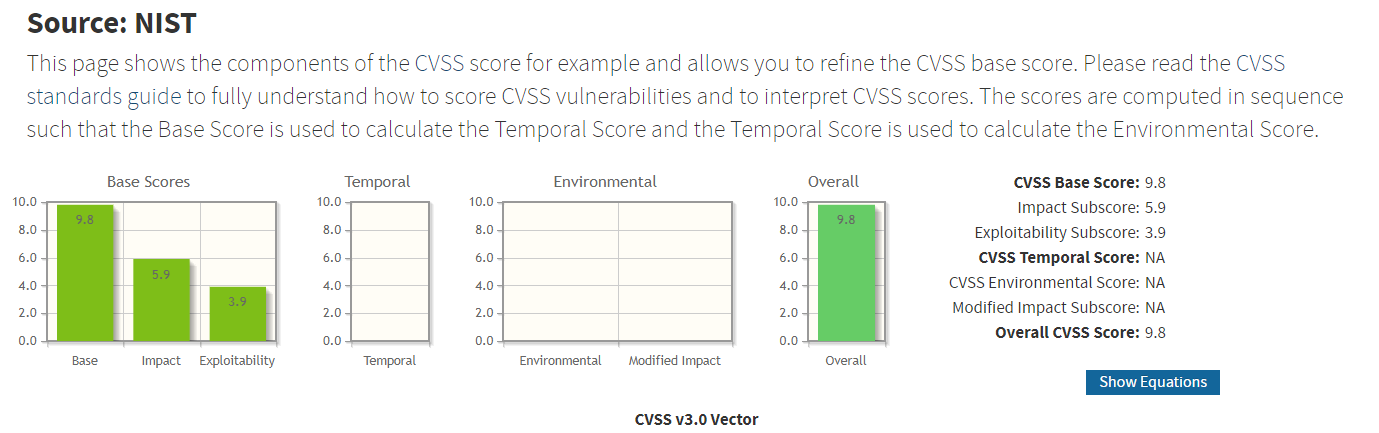 Source: NIST
This page shows the components of the CVSS score for example and allows you to refine the CVSS base score. Please read the CVSS
standards guide to fully understand how to score CVSS vulnerabilities and to interpret CVSS scores. The scores are computed in sequence
such that the Base Score is used to calculate the Temporal Score and the Temporal Score is used to calculate the Environmental Score.
Base Scores
10.0
8.0
6.0
4.0
2.0
0.0
9.8
5.9
3.9
Base Impact Exploitability
Temporal
10.0
8.0
6.0
4.0
2.0
0.0
Temporal
Environmental
10.0
8.0
6.0
4.0
2.0
0.0
Environmental Modified Impact
Overall
10.0
8.0
6.0
4.0
2.0
0.0
9.8
Overall
CVSS Base Score: 9.8
Impact Subscore: 5.9
Exploitability Subscore: 3.9
CVSS Temporal Score: NA
CVSS Environmental Score: NA
Modified Impact Subscore: NA
Overall CVSS Score: 9.8
Show Equations
CVSS v3.0 Vector